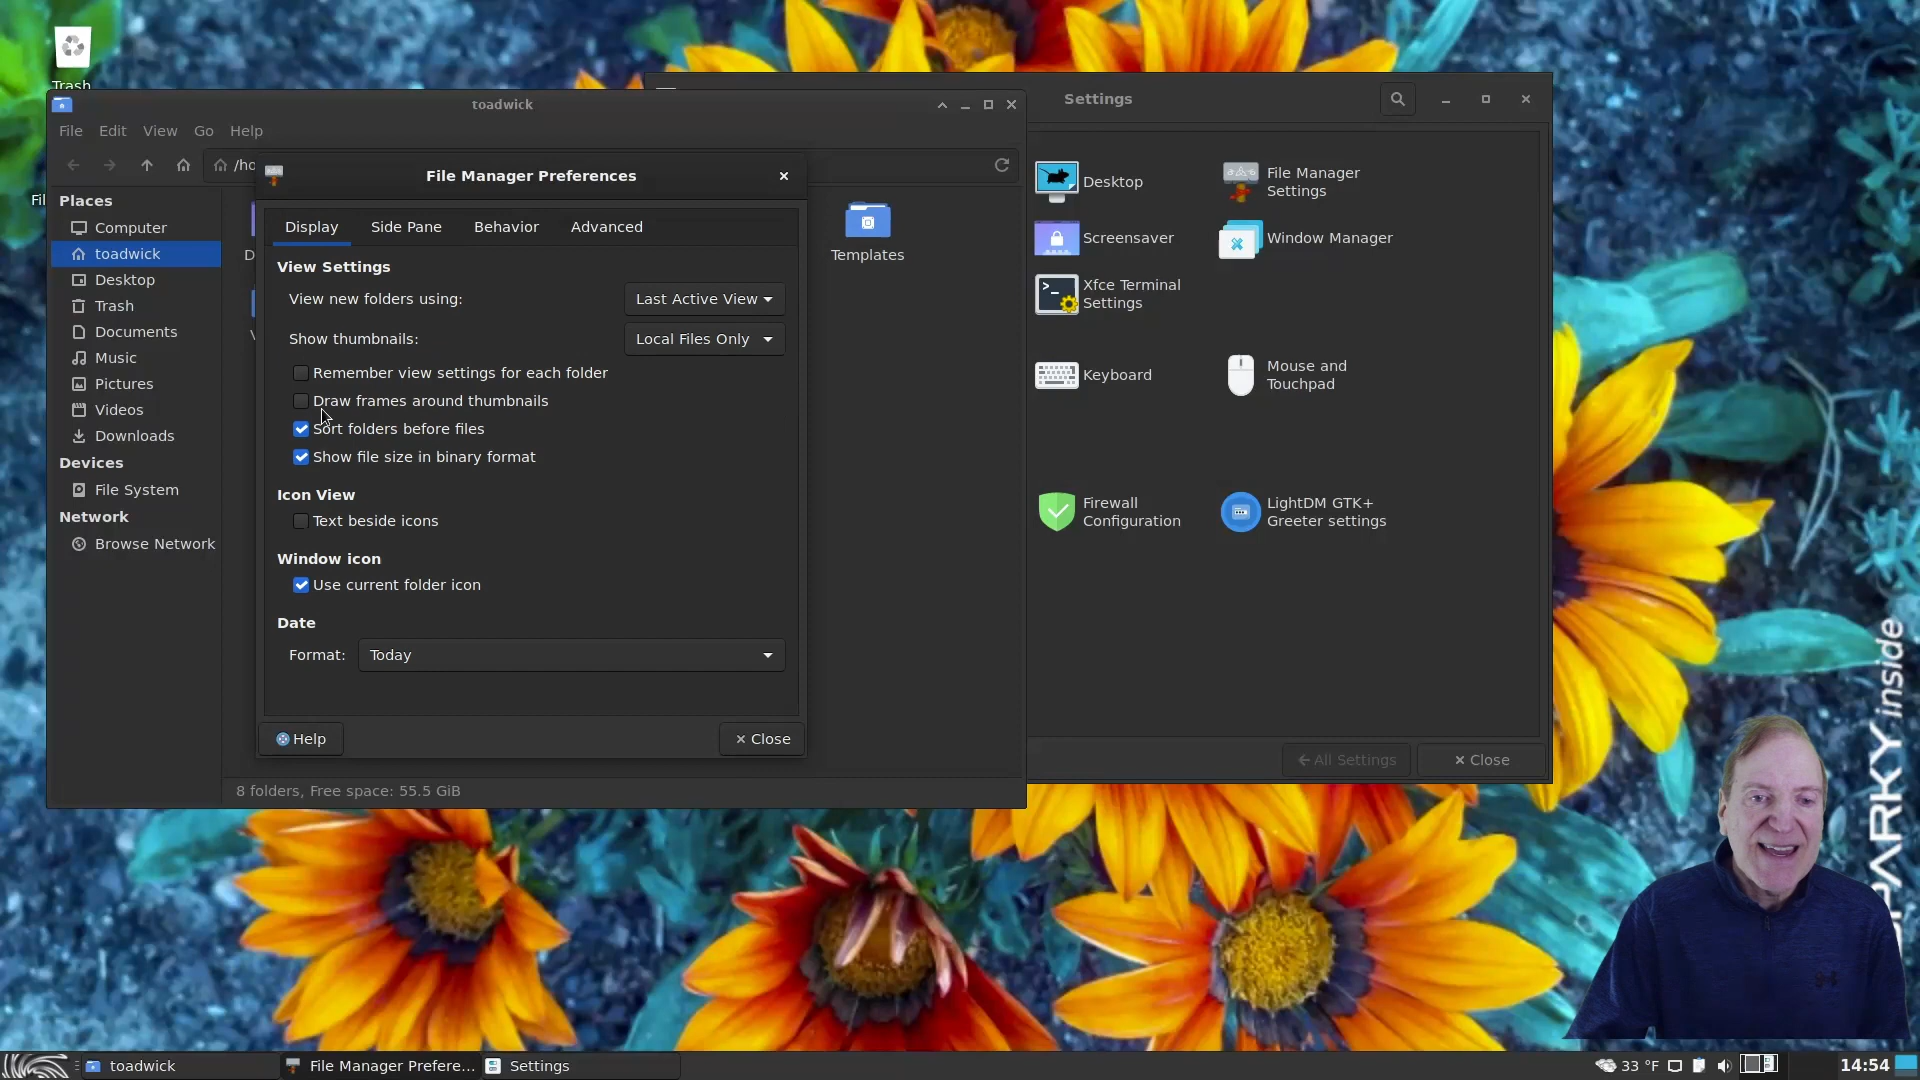 Trash
toadwick
File Edit View Go Help
/ho
Places
Computer
toadwick
Desktop
Trash
Documents
Music
Pictures
Videos
Downloads
Devices
File System
Network
Browse Network
Templates
8 folders, Free space: 55.5 GiB
File Manager Preferences
Display Side Pane Behavior Advanced
View Settings
View new folders using: Last Active View
Show thumbnails: Local Files Only
Remember view settings for each folder
Draw frames around thumbnails
Sort folders before files
Show file size in binary format
Icon View
Text beside icons
Window icon
Use current folder icon
Date
Format: Today
Help Close
Settings
Desktop
File Manager
Settings
Screensaver
Window Manager
Xfce Terminal
Settings
Keyboard
Mouse and
Touchpad
Firewall
Configuration
LightDM GTK+
Greeter settings
All Settings Close
SPARKY inside
toadwick File Manager Prefere... Settings 33 °F 14:54